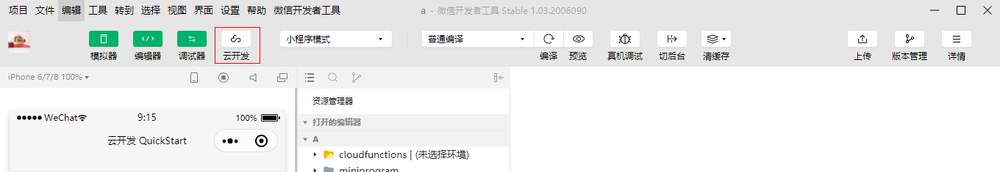 项目 文件 编辑 工具 转到 选择 视图 界面 设置 帮助 微信开发者工具 a - 微信开发者工具 Stable 1.03.2006090
小程序模式 普通编译
模拟器 编辑器 调试器 云开发 编译 预览 真机调试 切后台 清缓存 上传 版本管理 详情
iPhone 6/7/8 100%
资源管理器
WeChat 9:15 100%
打开的编辑器
云开发 QuickStart
A
cloudfunctions | (未选择环境)
miniprogram